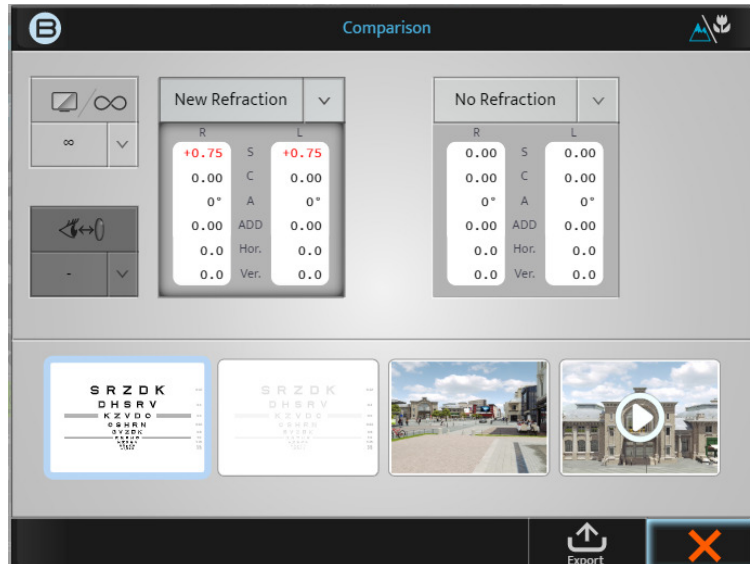 B
Comparison
∞
∞
-
New Refraction
R L
+0.75 S +0.75
0.00 C 0.00
0° A 0°
0.00 ADD 0.00
0.0 Hor. 0.0
0.0 Ver. 0.0
No Refraction
R L
0.00 S 0.00
0.00 C 0.00
0° A 0°
0.00 ADD 0.00
0.0 Hor. 0.0
0.0 Ver. 0.0
SRZDK
DHSRV
KZVDC
SRZDK
DHSRV
KZVDC
Export